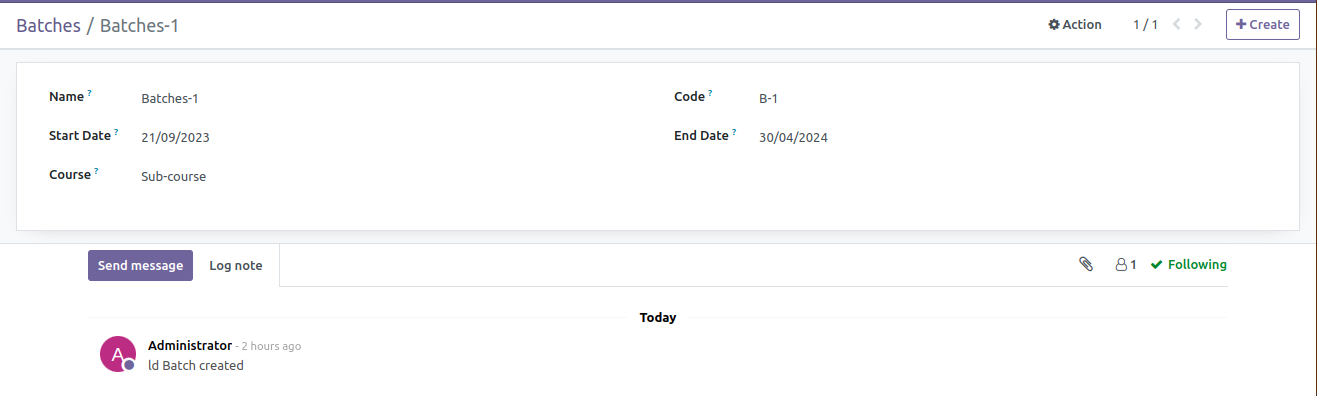 Batches / Batches-1
Action 1 / 1 Create
Name ? Batches-1 Code ? B-1
Start Date ? 21/09/2023 End Date ? 30/04/2024
Course ? Sub-course
Send message Log note 1 Following
Today
A Administrator - 2 hours ago
ld Batch created